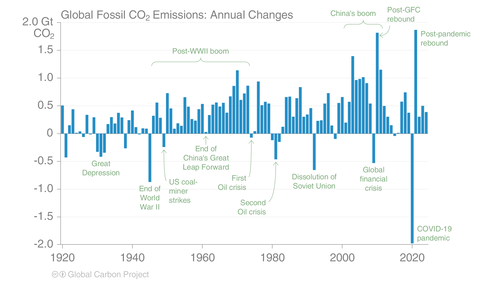 Global Fossil CO₂ Emissions: Annual Changes
2.0 Gt
CO₂
1.5
1.0
0.5
0
-0.5
-1.0
-1.5
-2.0
1920
1940
1960
1980
2000
2020
Post-WWII boom
China's boom
Post-GFC
rebound
Post-pandemic
rebound
Great
Depression
End of
World
War II
US coal-
miner
strikes
End of
China's Great
Leap Forward
First
Oil crisis
Second
Oil crisis
Dissolution of
Soviet Union
Global
financial
crisis
COVID-19
pandemic
Global Carbon Project